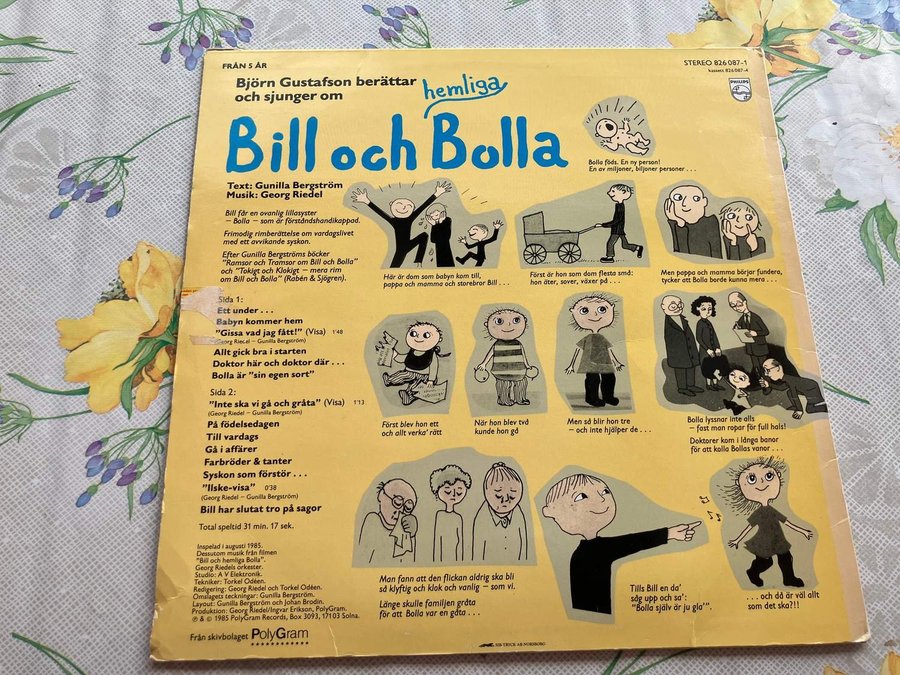 FRÅN 5 ÅR
STEREO 826 087-1
kassett 826 087-4
PHILIPS
Björn Gustafson berättar
och sjunger om
hemliga
Bill och Bolla
Text: Gunilla Bergström
Musik: Georg Riedel
Bill får en ovanlig lillasyster
– Bolla – som är förståndshandikappad.
Frimodig rimberättelse om vardagslivet
med ett avvikande syskon.
Efter Gunilla Bergströms böcker
"Ramsor och Tramsor om Bill och Bolla"
och "Tokigt och Klokigt – mera rim
om Bill och Bolla" (Rabén & Sjögren).
Sida 1:
Ett under . . .
Babyn kommer hem
"Gissa vad jag fått!" (Visa) 1'48
(Georg Riedel – Gunilla Bergström)
Allt gick bra i starten
Doktor här och doktor där . . .
Bolla är "sin egen sort"
Sida 2:
"Inte ska vi gå och gråta" (Visa) 1'13
(Georg Riedel – Gunilla Bergström)
På födelsedagen
Till vardags
Gå i affärer
Farbröder & tanter
Syskon som förstör . . .
"Ilske-visa" 0'38
(Georg Riedel – Gunilla Bergström)
Bill har slutat tro på sagor
Total speltid 31 min. 17 sek.
Inspelad i augusti 1985.
Dessutom musik från filmen
"Bill och hemliga Bolla".
Georg Riedels orkester.
Studio: A V Elektronik.
Tekniker: Torkel Odéen.
Redigering: Georg Riedel och Torkel Odéen.
Omslagets teckningar: Gunilla Bergström.
Layout: Gunilla Bergström och Johan Brodin.
Produktion: Georg Riedel/Ingvar Erikson, PolyGram.
℗ & © 1985 PolyGram Records, Box 3093, 17103 Solna.
Från skivbolaget PolyGram
Bolla föds. En ny person!
En av miljoner, biljoner personer . . .
Här är dom som babyn kom till,
pappa och mamma och storebror Bill . . .
Först är hon som dom flesta små:
hon äter, sover, växer på . . .
Men pappa och mamma börjar fundera,
tycker att Bolla borde kunna mera . . .
Först blev hon ett
och allt verka' rätt
När hon blev två
kunde hon gå
Men så blir hon tre
– och inte hjälper de . . .
Bolla lyssnar inte alls
– fast man ropar för full hals!
Doktorer kom i långa banor
för att kolla Bollas vanor . . .
Man fann att den flickan aldrig ska bli
så klyftig och klok och vanlig – som vi.
Länge skulle familjen gråta
för att Bolla var en gåta . . .
Tills Bill en da'
såg upp och sa':
"Bolla själv är ju gla'" . . .
. . . och då är väl allt
som det ska?!!
SIB-TRYCK AB NORSBORG